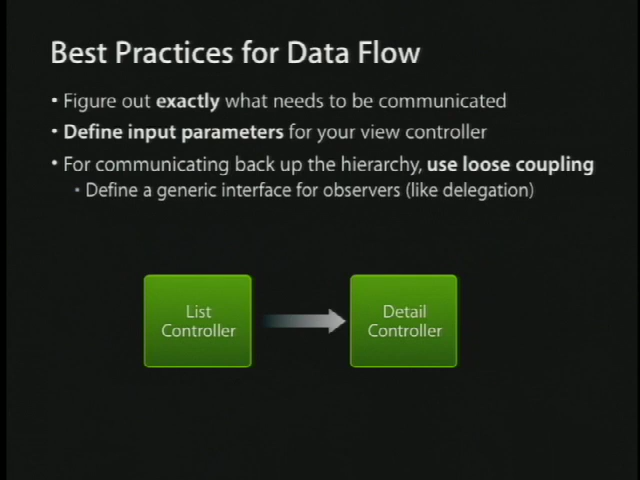 Best Practices for Data Flow
• Figure out exactly what needs to be communicated
• Define input parameters for your view controller
• For communicating back up the hierarchy, use loose coupling
• Define a generic interface for observers (like delegation)
List
Controller
Detail
Controller